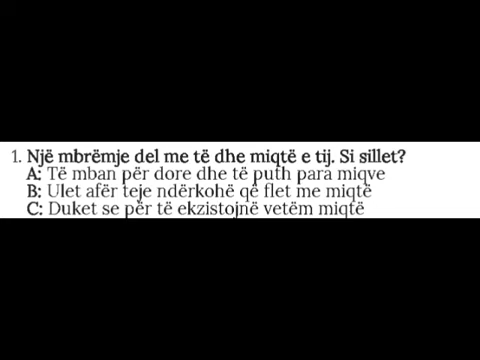 1. Një mbrëmje del me të dhe miqtë e tij. Si sillet?
A: Të mban për dore dhe të puth para miqve
B: Ulet afër teje ndërkohë që flet me miqtë
C: Duket se për të ekzistojnë vetëm miqtë